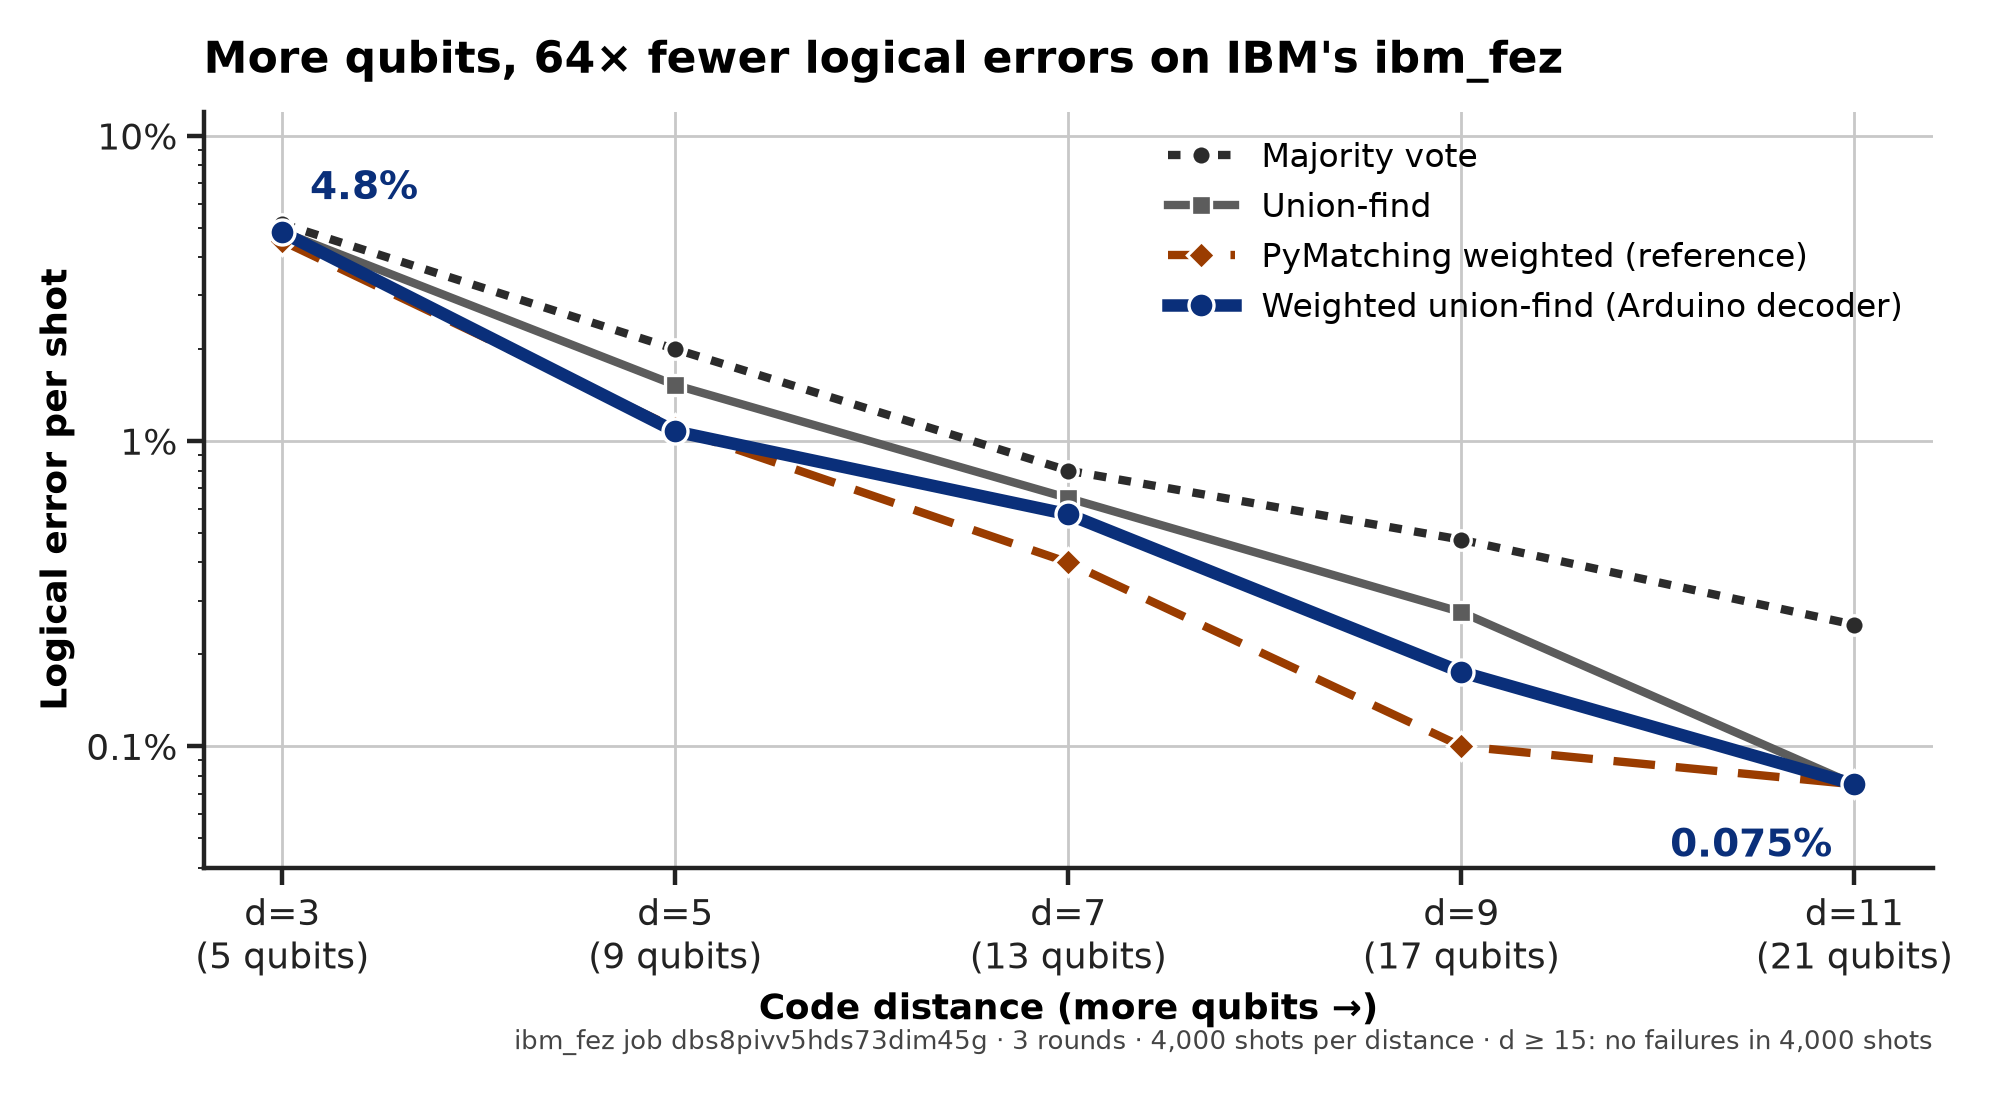 More qubits, 64× fewer logical errors on IBM's ibm_fez
Logical error per shot
10%
1%
0.1%
4.8%
0.075%
Majority vote
Union-find
PyMatching weighted (reference)
Weighted union-find (Arduino decoder)
d=3
(5 qubits)
d=5
(9 qubits)
d=7
(13 qubits)
d=9
(17 qubits)
d=11
(21 qubits)
Code distance (more qubits →)
ibm_fez job dbs8pivv5hds73dim45g · 3 rounds · 4,000 shots per distance · d ≥ 15: no failures in 4,000 shots